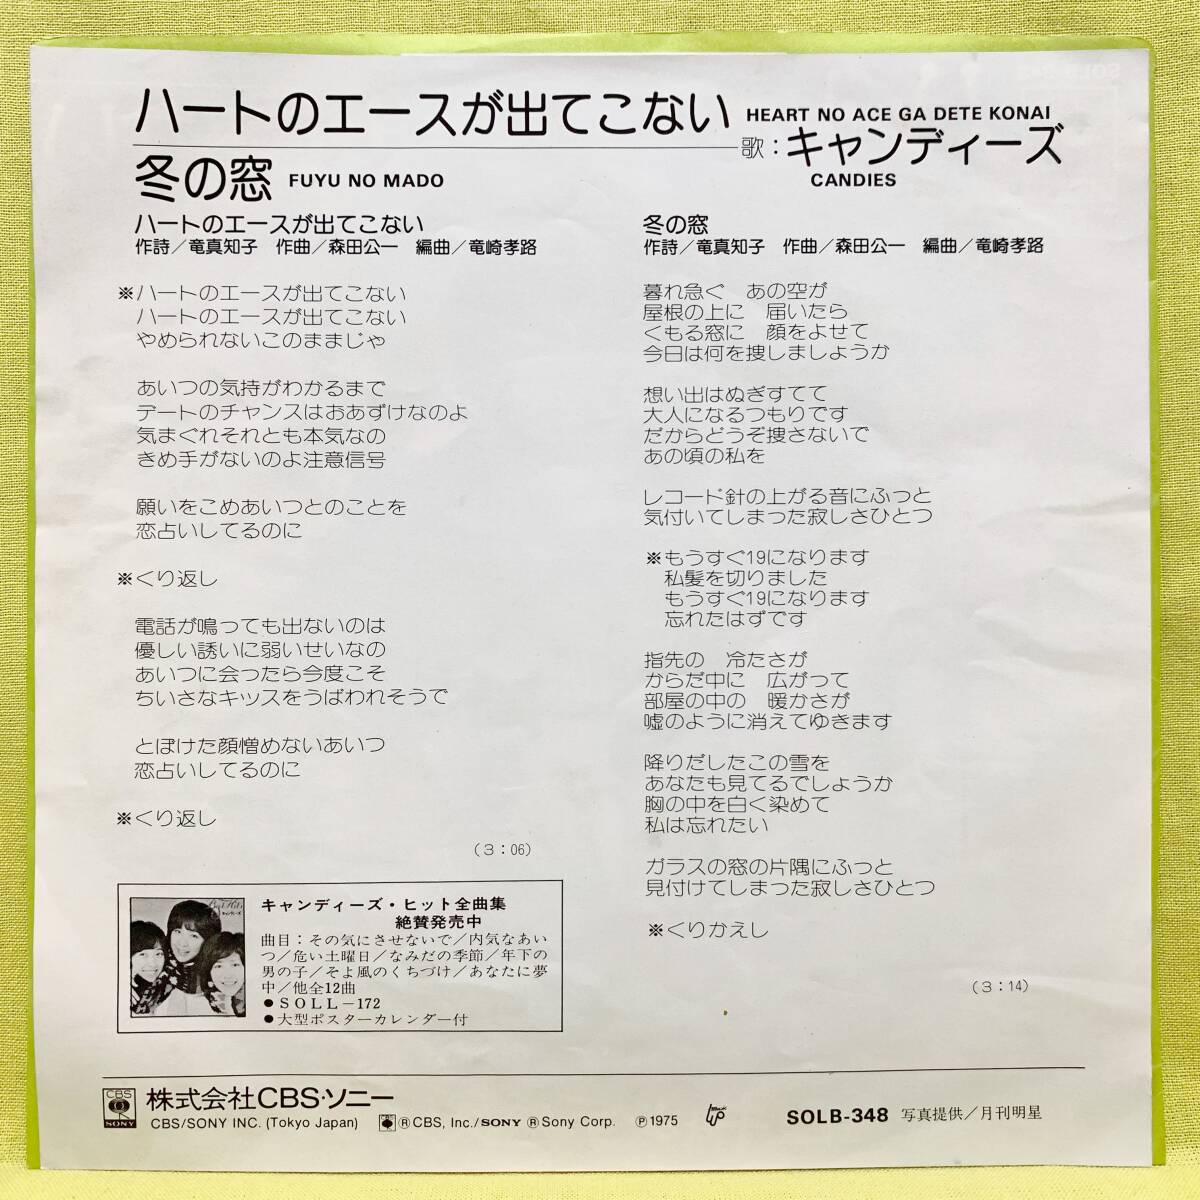 ハートのエースが出てこない HEART NO ACE GA DETE KONAI
歌：キャンディーズ
CANDIES
冬の窓 FUYU NO MADO
ハートのエースが出てこない
作詩／竜真知子　作曲／森田公一　編曲／竜崎孝路
※ハートのエースが出てこない
ハートのエースが出てこない
やめられないこのままじゃ
あいつの気持がわかるまで
デートのチャンスはおあずけなのよ
気まぐれそれとも本気なの
きめ手がないのよ注意信号
願いをこめあいつとのことを
恋占いしてるのに
※くり返し
電話が鳴っても出ないのは
優しい誘いに弱いせいなの
あいつに会ったら今度こそ
ちいさなキッスをうばわれそうで
とぼけた顔憎めないあいつ
恋占いしてるのに
※くり返し
（3：06）
キャンディーズ・ヒット全曲集
絶賛発売中
曲目：その気にさせないで／内気なあい
つ／危い土曜日／なみだの季節／年下の
男の子／そよ風のくちづけ／あなたに夢
中／他全12曲
●SOLL-172
●大型ポスターカレンダー付
冬の窓
作詩／竜真知子　作曲／森田公一　編曲／竜崎孝路
暮れ急ぐ　あの空が
屋根の上に　届いたら
くもる窓に　顔をよせて
今日は何を捜しましょうか
想い出はぬぎすてて
大人になるつもりです
だからどうぞ捜さないで
あの頃の私を
レコード針の上がる音にふっと
気付いてしまった寂しさひとつ
※もうすぐ19になります
私髪を切りました
もうすぐ19になります
忘れたはずです
指先の　冷たさが
からだ中に　広がって
部屋の中の　暖かさが
嘘のように消えてゆきます
降りだしたこの雪を
あなたも見てるでしょうか
胸の中を白く染めて
私は忘れたい
ガラスの窓の片隅にふっと
見付けてしまった寂しさひとつ
※くりかえし
（3：14）
CBS
SONY
株式会社CBS・ソニー
CBS/SONY INC. (Tokyo Japan) ®CBS, Inc./SONY ®Sony Corp. ℗1975 SOLB-348 写真提供／月刊明星